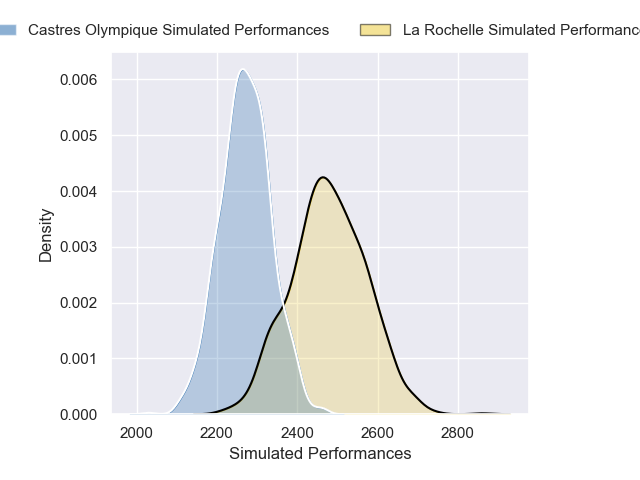 Castres Olympique Simulated Performances
La Rochelle Simulated Performanc
0.006
0.005
0.004
0.003
0.002
0.001
0.000
Density
2000 2200 2400 2600 2800
Simulated Performances